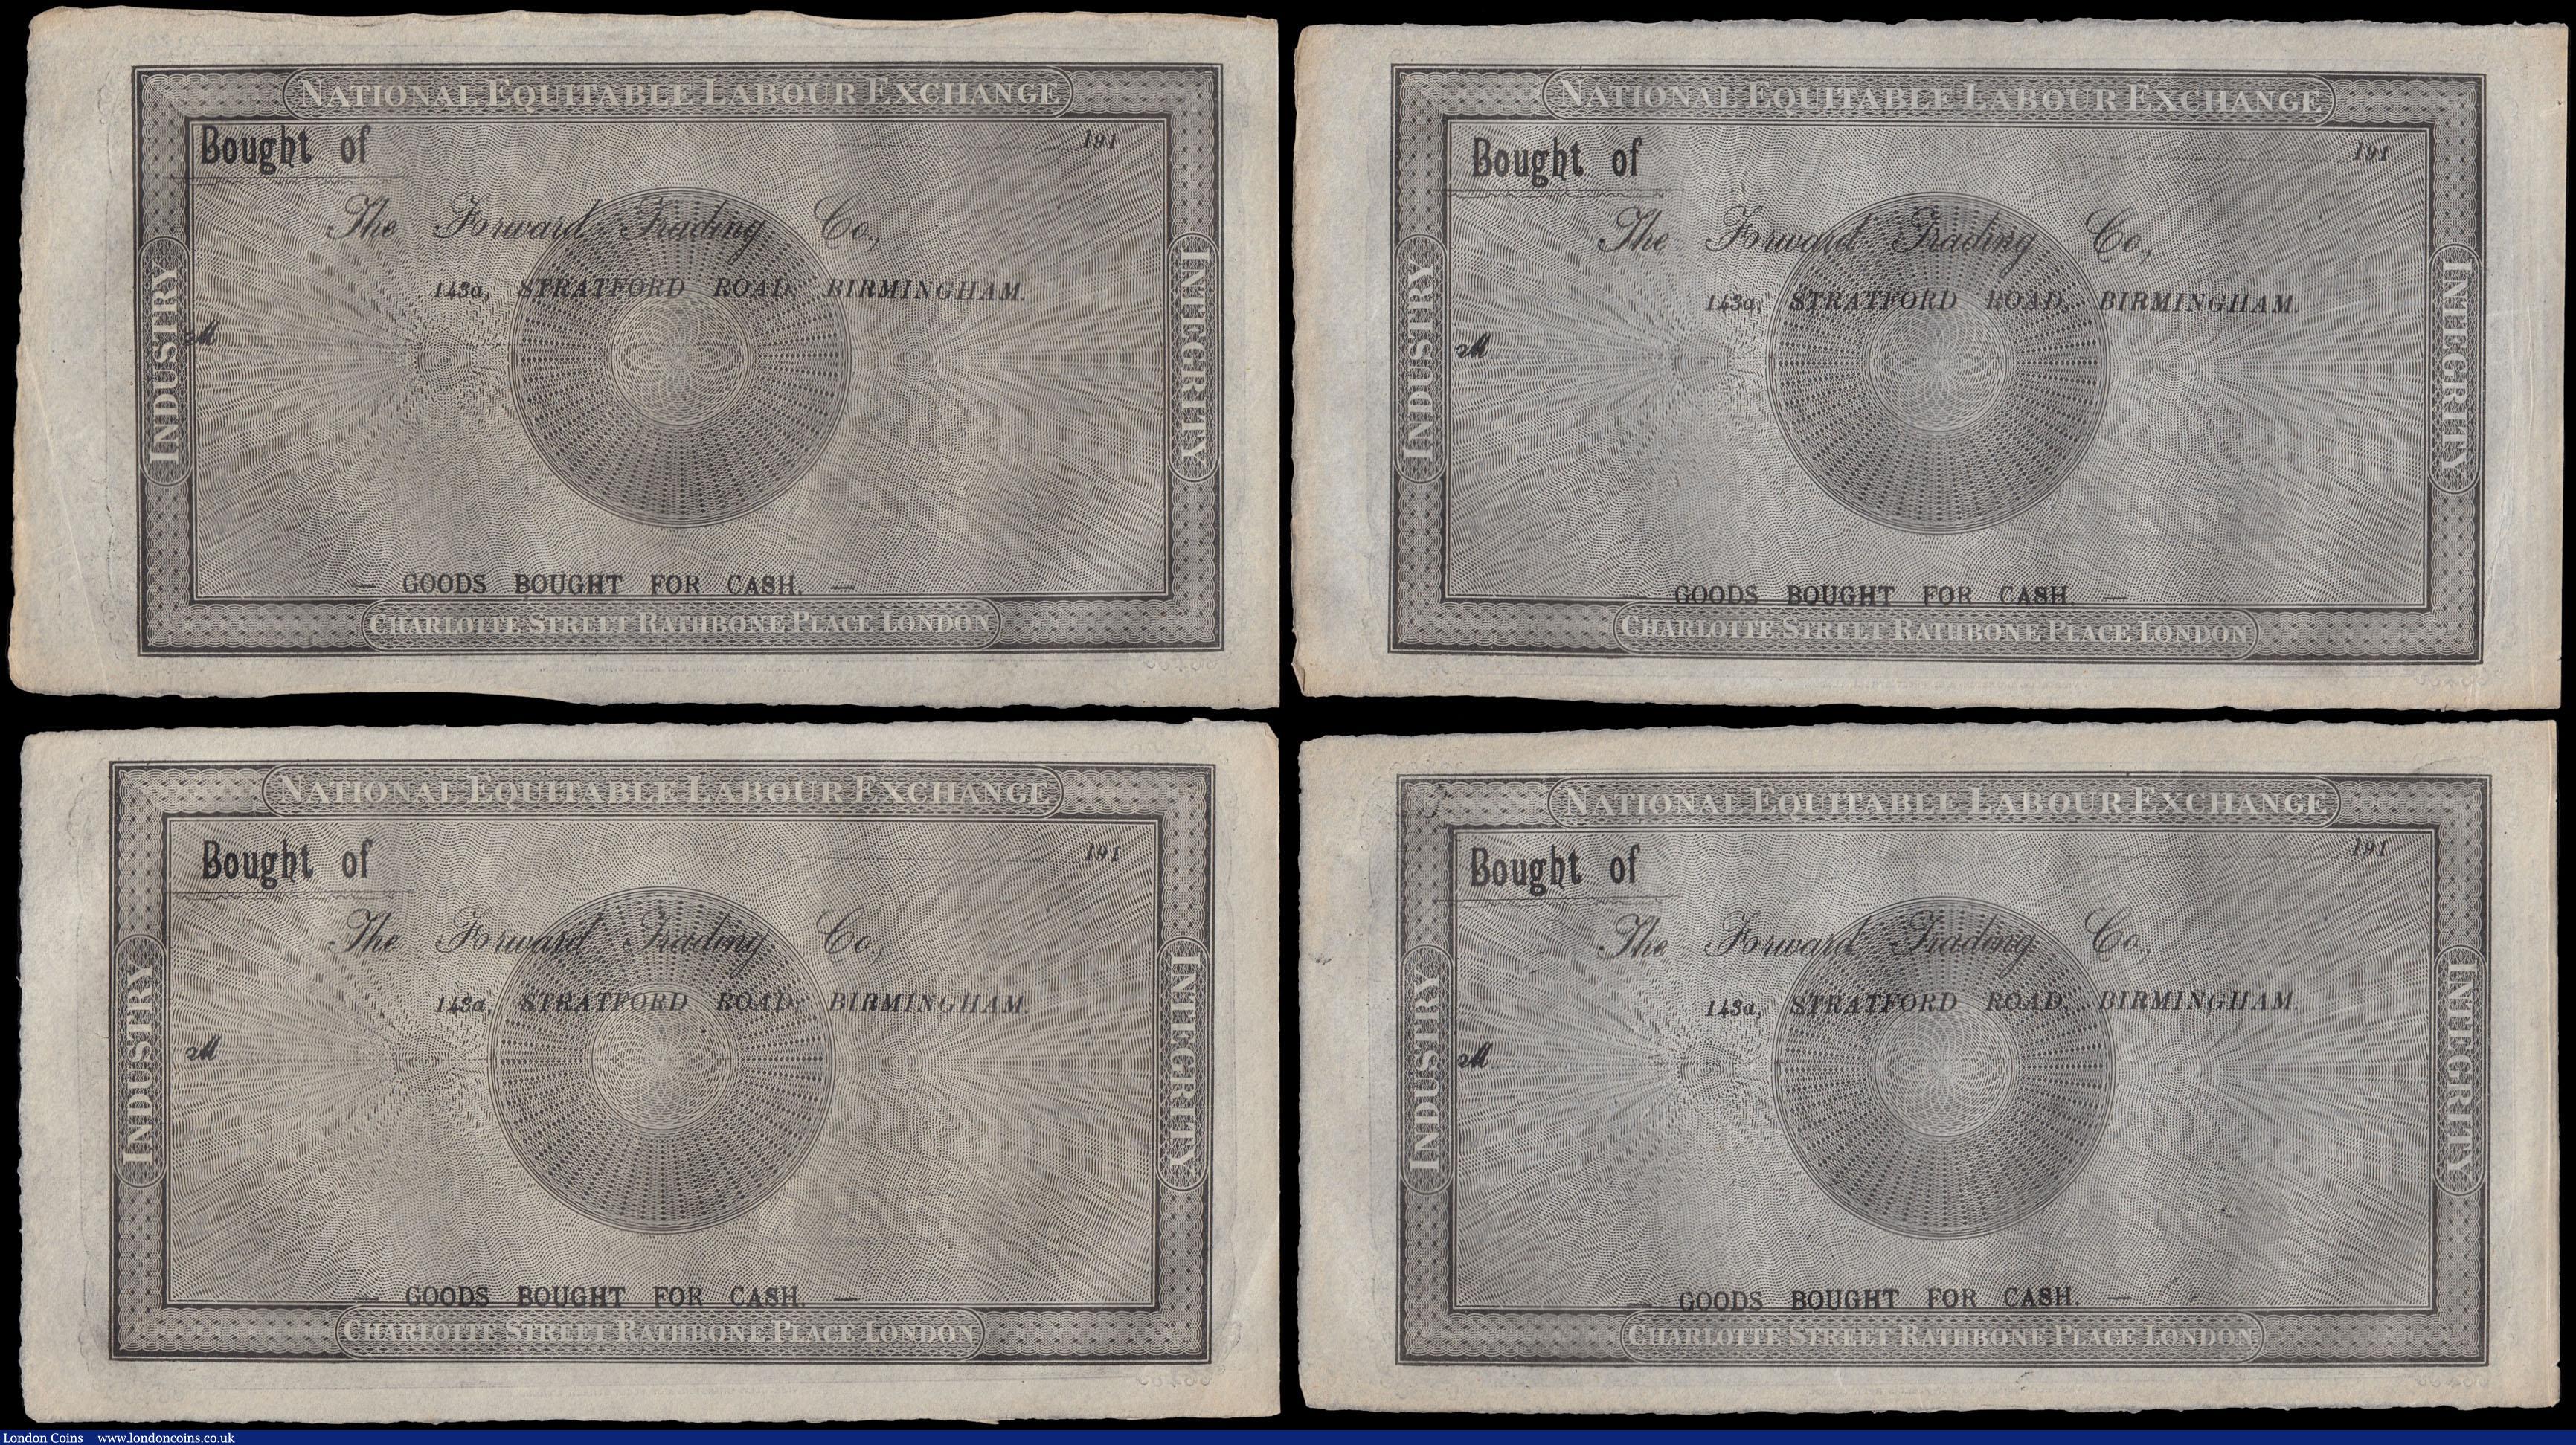 NATIONAL EQUITABLE LABOUR EXCHANGE
Bought of
191
The Forward Trading Co.,
143a, STRATFORD ROAD, BIRMINGHAM.
INDUSTRY
INTEGRITY
M
— GOODS BOUGHT FOR CASH. —
CHARLOTTE STREET RATHBONE PLACE LONDON
NATIONAL EQUITABLE LABOUR EXCHANGE
Bought of
191
The Forward Trading Co.,
143a, STRATFORD ROAD, BIRMINGHAM.
INDUSTRY
INTEGRITY
M
— GOODS BOUGHT FOR CASH. —
CHARLOTTE STREET RATHBONE PLACE LONDON
NATIONAL EQUITABLE LABOUR EXCHANGE
Bought of
191
The Forward Trading Co.,
143a, STRATFORD ROAD, BIRMINGHAM.
INDUSTRY
INTEGRITY
M
— GOODS BOUGHT FOR CASH. —
CHARLOTTE STREET RATHBONE PLACE LONDON
NATIONAL EQUITABLE LABOUR EXCHANGE
Bought of
191
The Forward Trading Co.,
143a, STRATFORD ROAD, BIRMINGHAM.
INDUSTRY
INTEGRITY
M
— GOODS BOUGHT FOR CASH. —
CHARLOTTE STREET RATHBONE PLACE LONDON
London Coins www.londoncoins.co.uk